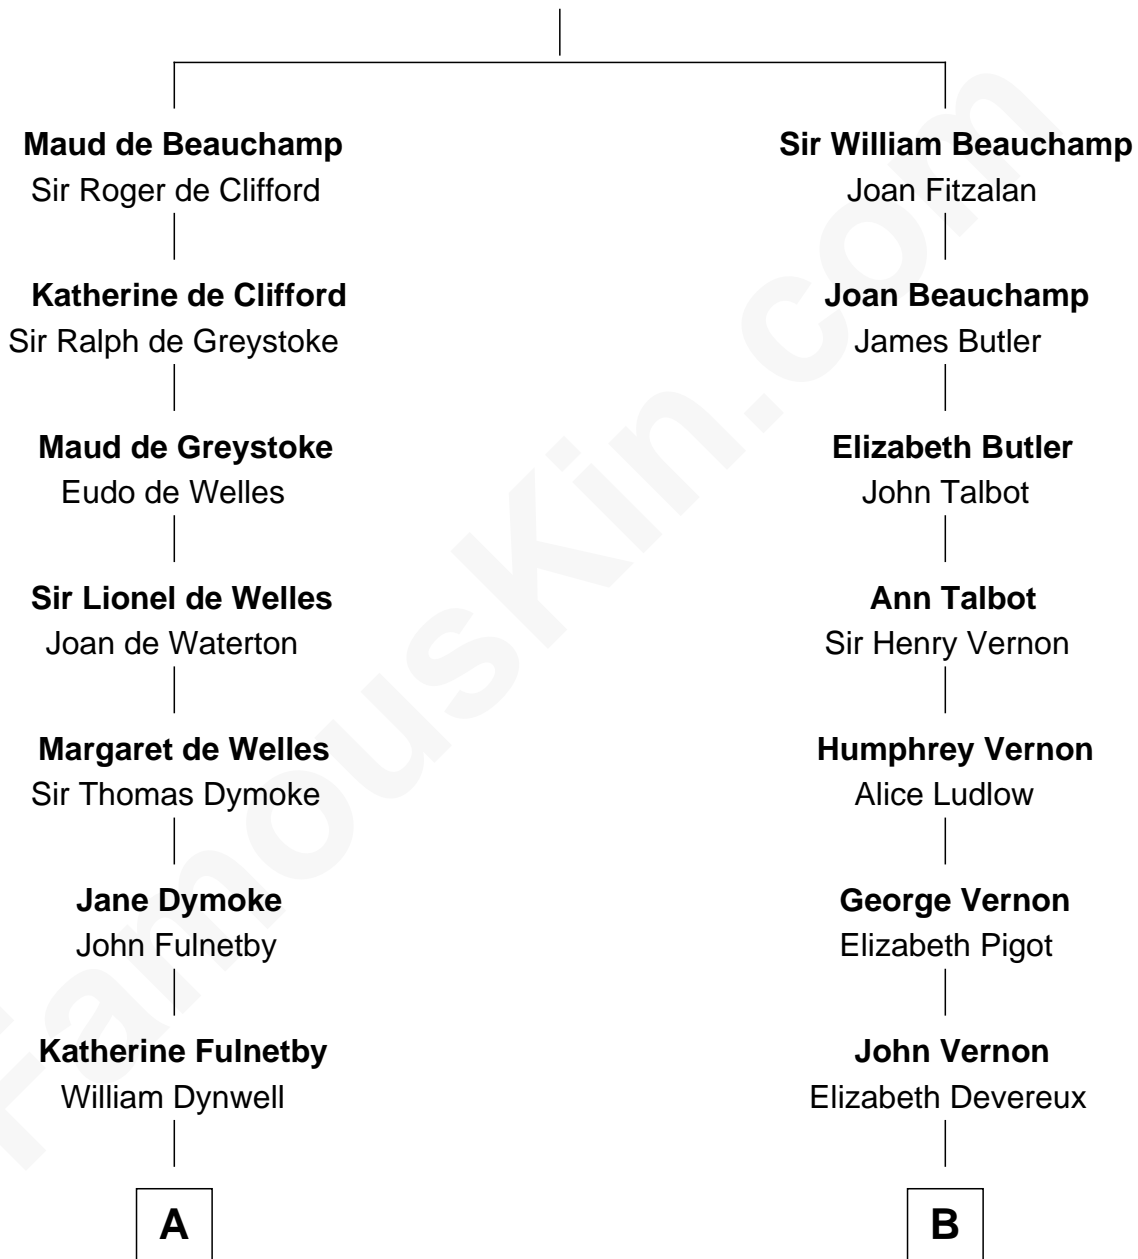 Maud de Beauchamp
Sir Roger de Clifford
Katherine de Clifford
Sir Ralph de Greystoke
Maud de Greystoke
Eudo de Welles
Sir Lionel de Welles
Joan de Waterton
Margaret de Welles
Sir Thomas Dymoke
Jane Dymoke
John Fulnetby
Katherine Fulnetby
William Dynwell
A
Sir William Beauchamp
Joan Fitzalan
Joan Beauchamp
James Butler
Elizabeth Butler
John Talbot
Ann Talbot
Sir Henry Vernon
Humphrey Vernon
Alice Ludlow
George Vernon
Elizabeth Pigot
John Vernon
Elizabeth Devereux
B
FamousKin.com